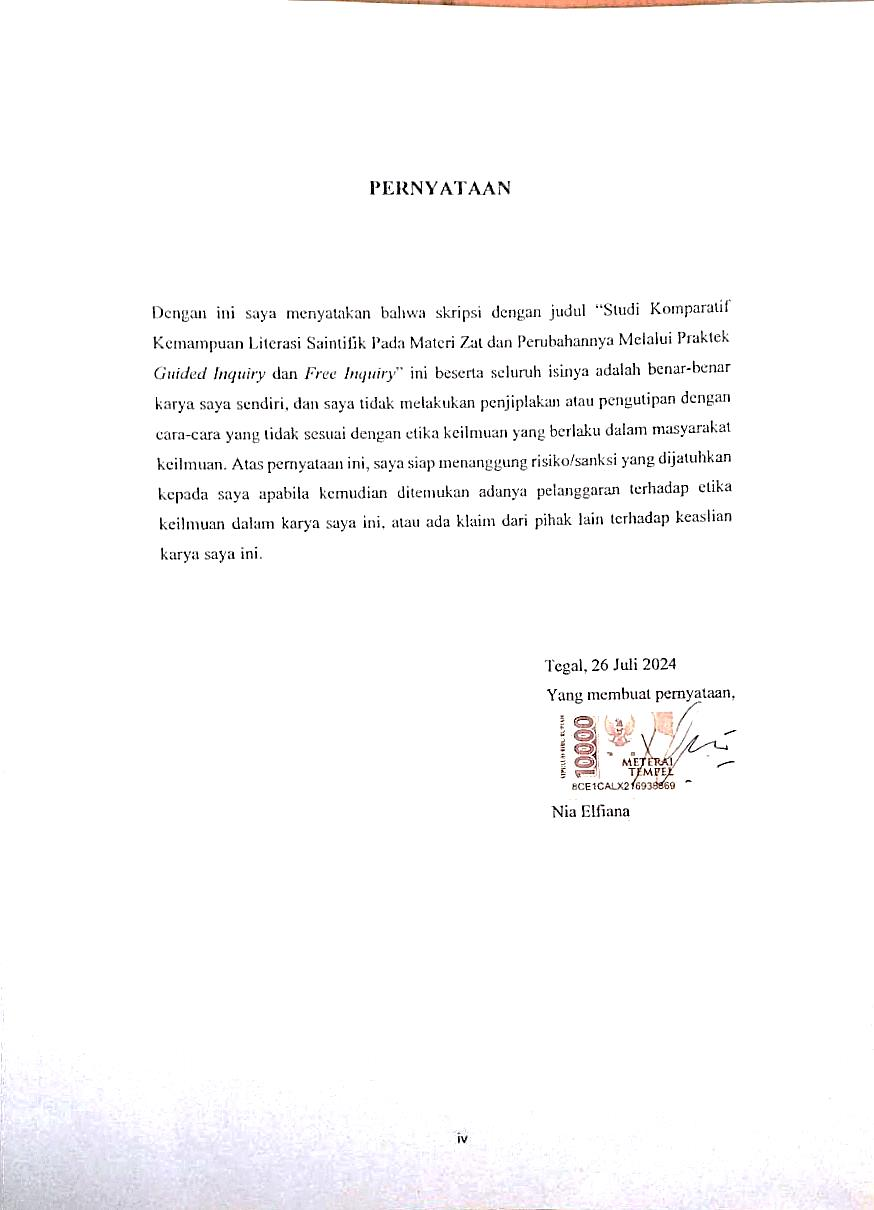 PERNYATAAN
Dengan ini saya menyatakan bahwa skripsi dengan judul “Studi Komparatif
Kemampuan Literasi Saintifik Pada Materi Zat dan Perubahannya Melalui Praktek
Guided Inquiry dan Free Inquiry” ini beserta seluruh isinya adalah benar-benar
karya saya sendiri, dan saya tidak melakukan penjiplakan atau pengutipan dengan
cara-cara yang tidak sesuai dengan etika keilmuan yang berlaku dalam masyarakat
keilmuan. Atas pernyataan ini, saya siap menanggung risiko/sanksi yang dijatuhkan
kepada saya apabila kemudian ditemukan adanya pelanggaran terhadap etika
keilmuan dalam karya saya ini, atau ada klaim dari pihak lain terhadap keaslian
karya saya ini.
Tegal, 26 Juli 2024
Yang membuat pernyataan,
10000
METERAI
TEMPEL
Nia Elfiana
iv